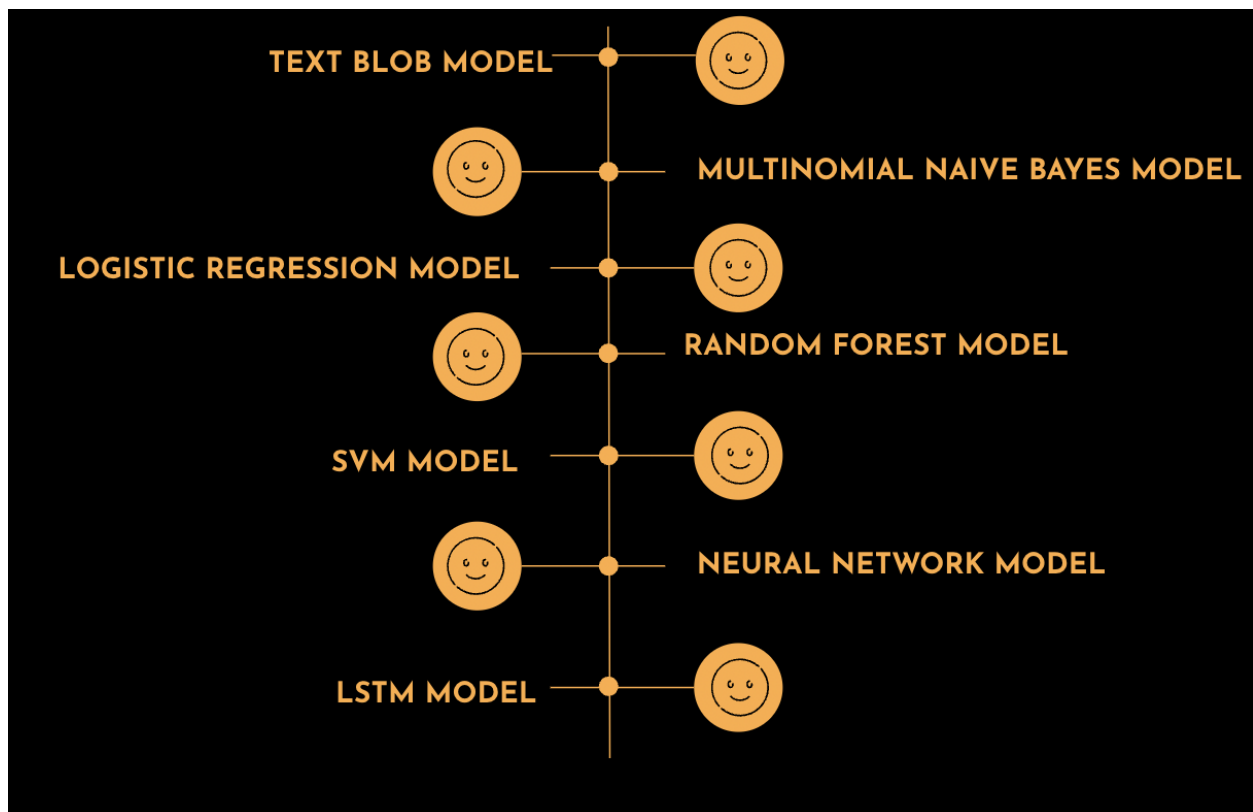 TEXT BLOB MODEL
MULTINOMIAL NAIVE BAYES MODEL
LOGISTIC REGRESSION MODEL
RANDOM FOREST MODEL
SVM MODEL
NEURAL NETWORK MODEL
LSTM MODEL